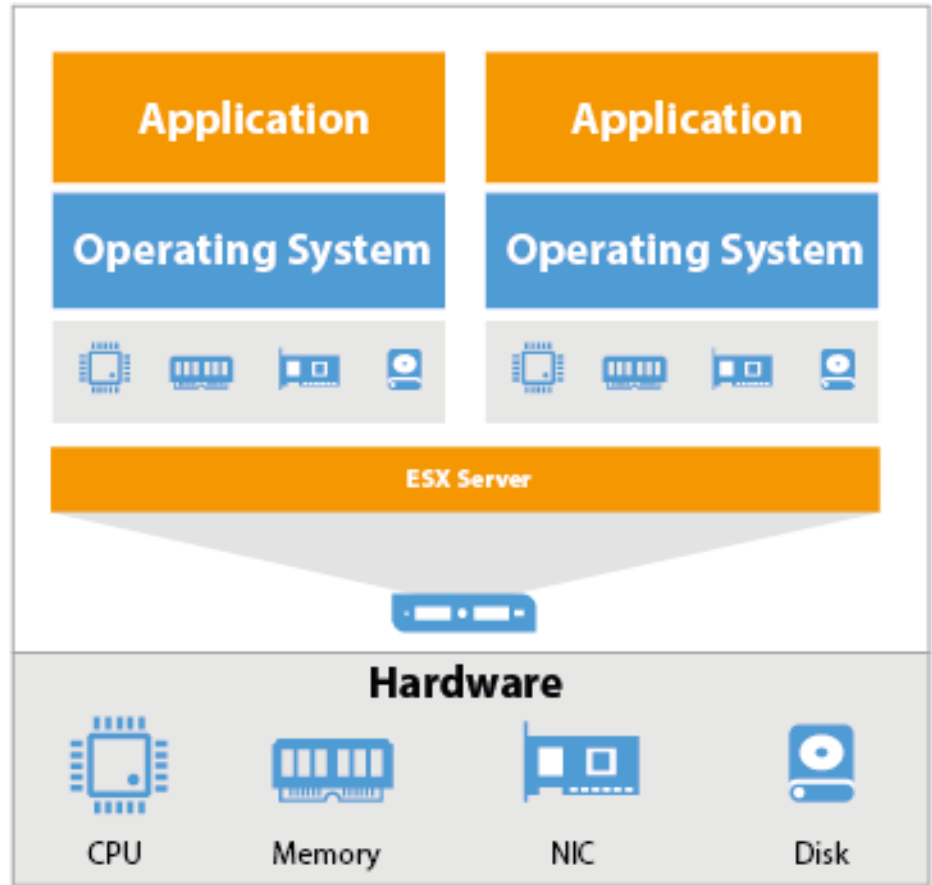 Application
Application
Operating System
Operating System
ESX Server
Hardware
CPU
Memory
NIC
Disk